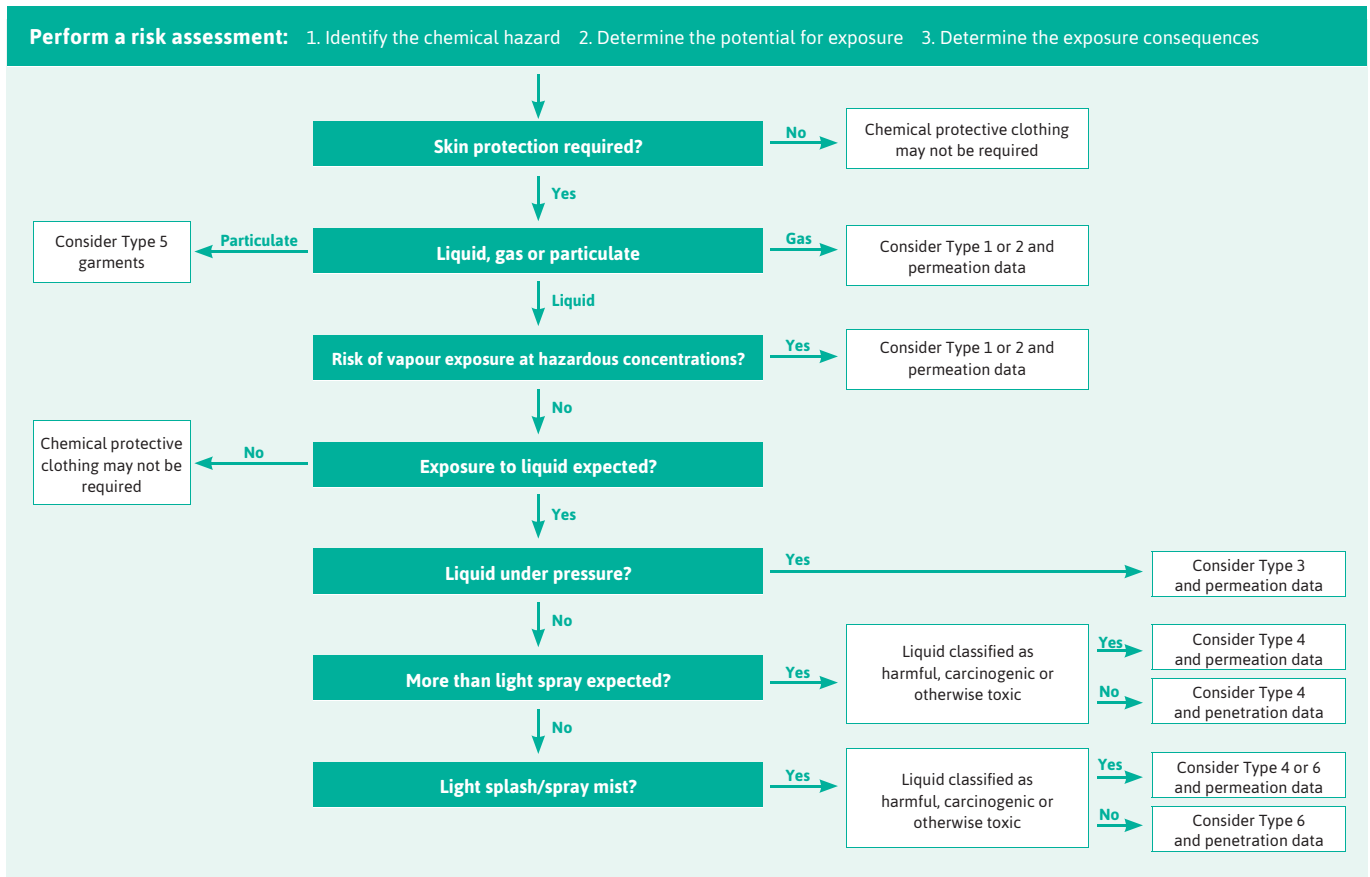 Perform a risk assessment: 1. Identify the chemical hazard 2. Determine the potential for exposure 3. Determine the exposure consequences
Skin protection required?
No
Chemical protective clothing
may not be required
Yes
Consider Type 5
garments
Particulate
Liquid, gas or particulate
Gas
Consider Type 1 or 2 and
permeation data
Liquid
Risk of vapour exposure at hazardous concentrations?
Yes
Consider Type 1 or 2 and
permeation data
No
Chemical protective
clothing may not be
required
No
Exposure to liquid expected?
Yes
Liquid under pressure?
Yes
Consider Type 3
and permeation data
No
More than light spray expected?
Yes
Liquid classified as
harmful, carcinogenic or
otherwise toxic
Yes
Consider Type 4
and permeation data
No
Consider Type 4
and penetration data
No
Light splash/spray mist?
Yes
Liquid classified as
harmful, carcinogenic or
otherwise toxic
Yes
Consider Type 4 or 6
and permeation data
No
Consider Type 6
and penetration data